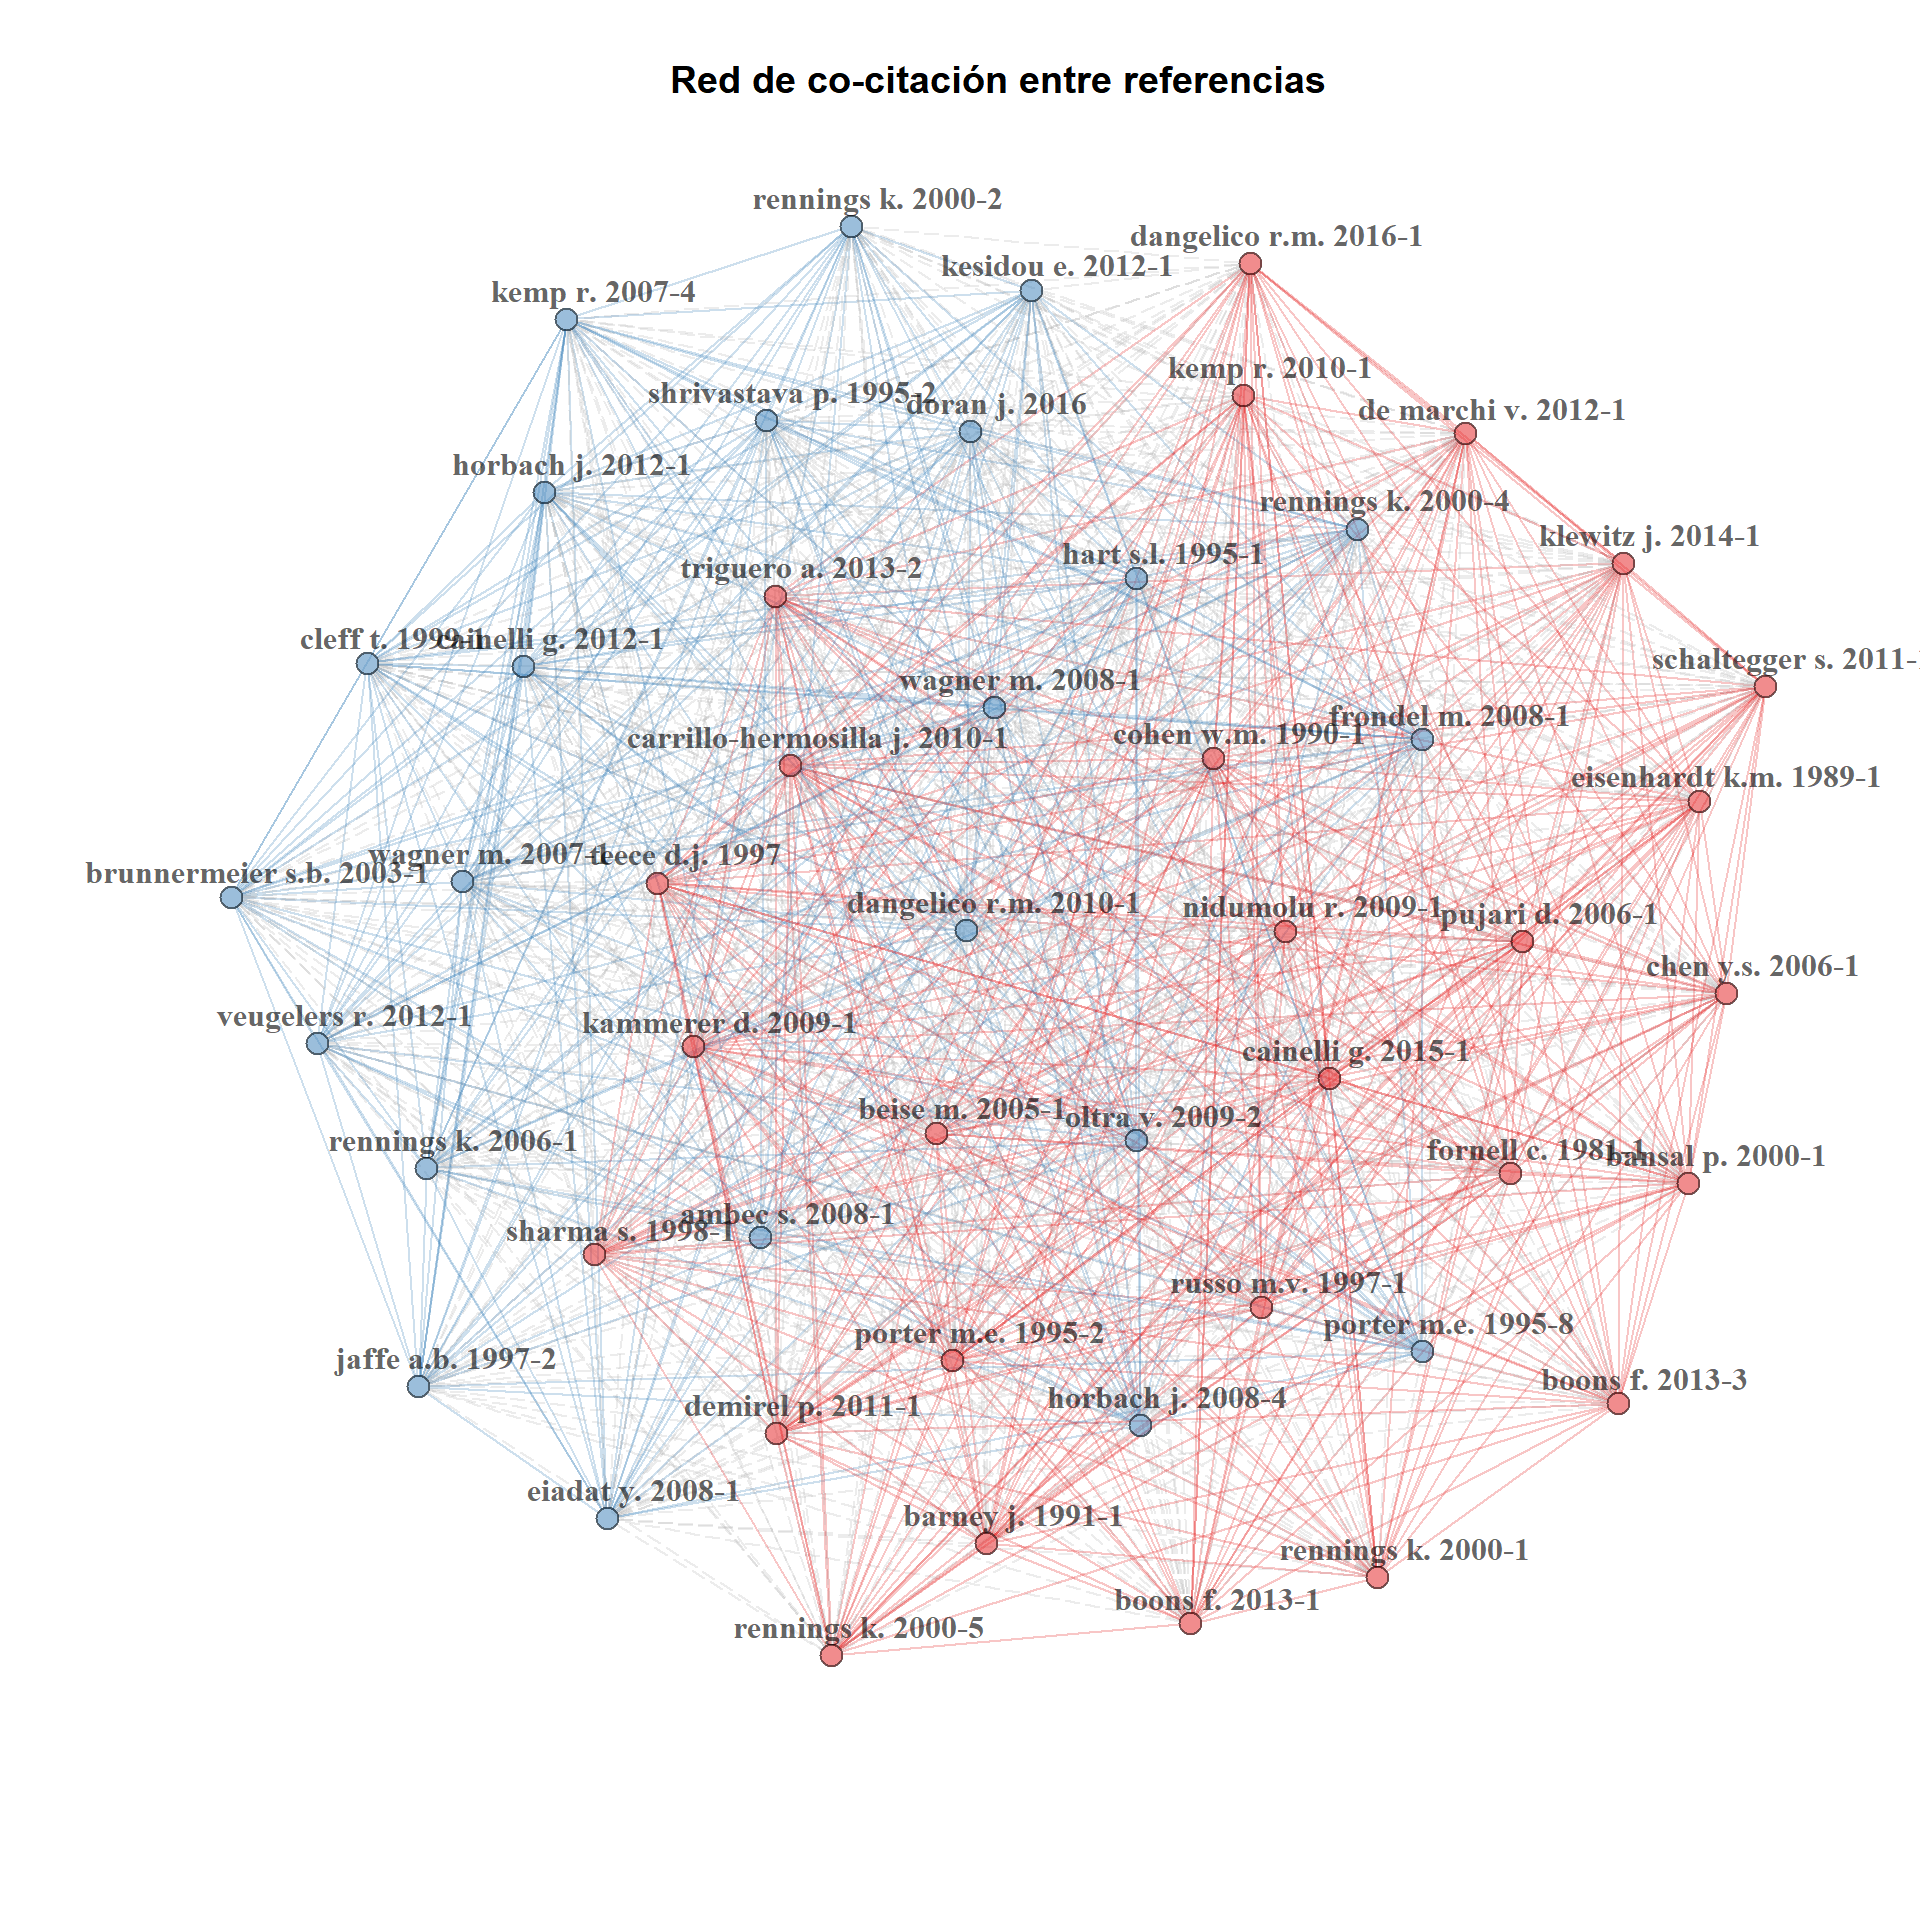 Red de co-citación entre referencias
rennings k. 2000-2
dangelico r.m. 2016-1
kesidou e. 2012-1
kemp r. 2007-4
kemp r. 2010-1
shrivastava p. 1995-2
doran j. 2016
de marchi v. 2012-1
horbach j. 2012-1
rennings k. 2000-4
klewitz j. 2014-1
hart s.l. 1995-1
triguero a. 2013-2
cleff t. 1999-1
cainelli g. 2012-1
schaltegger s. 2011-
wagner m. 2008-1
frondel m. 2008-1
carrillo-hermosilla j. 2010-1
cohen w.m. 1990-1
eisenhardt k.m. 1989-1
wagner m. 2007-1
teece d.j. 1997
brunnermeier s.b. 2003-1
dangelico r.m. 2010-1
nidumolu r. 2009-1
pujari d. 2006-1
chen y.s. 2006-1
veugelers r. 2012-1
kammerer d. 2009-1
cainelli g. 2015-1
beise m. 2005-1
oltra v. 2009-2
rennings k. 2006-1
fornell c. 1981-1
bansal p. 2000-1
ambec s. 2008-1
sharma s. 1998-1
russo m.v. 1997-1
porter m.e. 1995-2
porter m.e. 1995-8
jaffe a.b. 1997-2
boons f. 2013-3
horbach j. 2008-4
demirel p. 2011-1
eiadat y. 2008-1
barney j. 1991-1
rennings k. 2000-1
boons f. 2013-1
rennings k. 2000-5